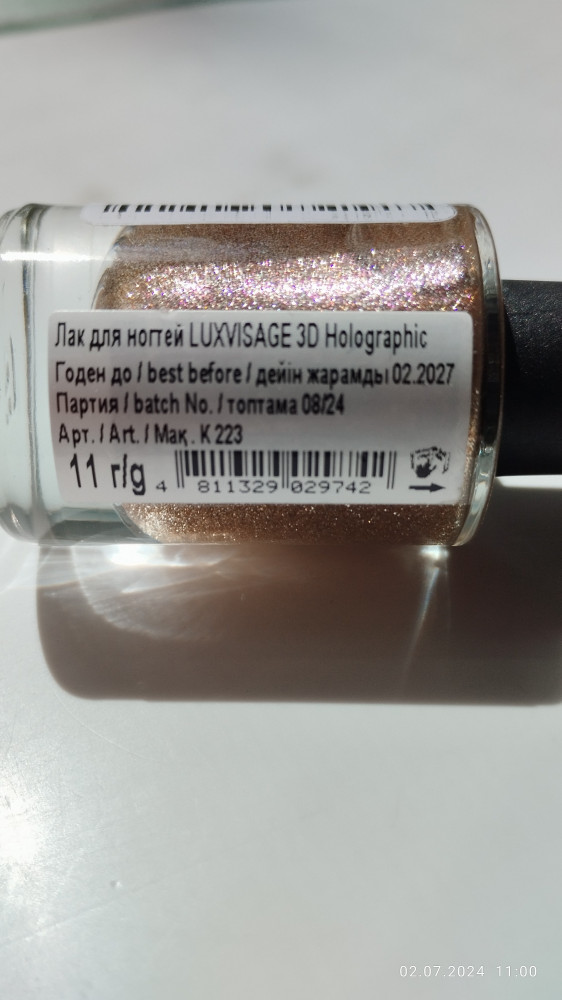 Лак для ногтей LUXVISAGE 3D Holographic
Годен до / best before / дейін жарамды 02.2027
Партия / batch No. / топтама 08/24
Арт. / Art. / Мақ. K 223
11 г/g
4 811329 029742
02.07.2024 11:00